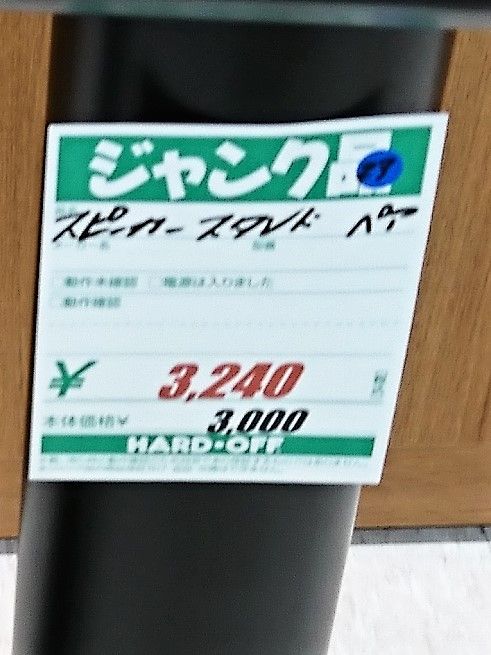 ジャンク品
スピーカー スタンド ペア
動作未確認 電源は入りました
動作確認
¥ 3,240 税込
本体価格¥ 3,000
HARD・OFF